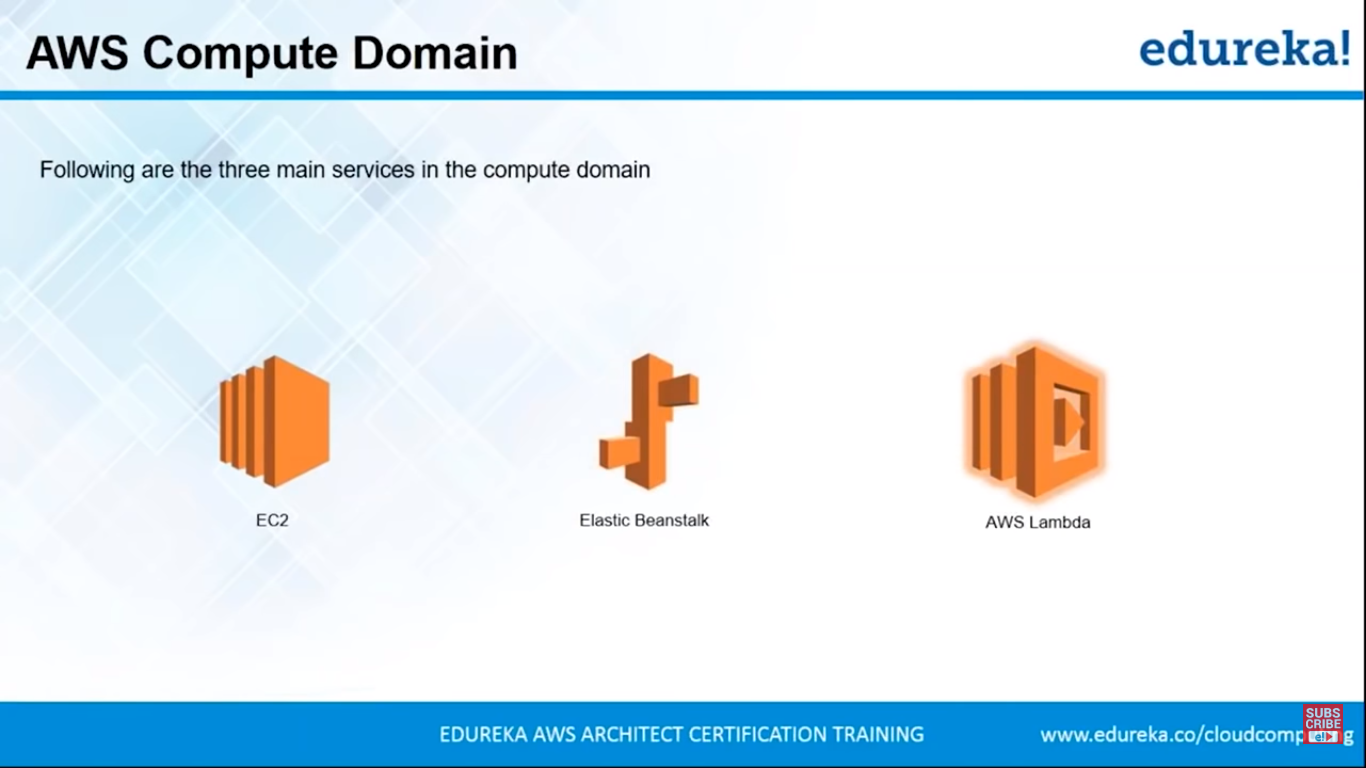 AWS Compute Domain
edureka!
Following are the three main services in the compute domain
EC2
Elastic Beanstalk
AWS Lambda
EDUREKA AWS ARCHITECT CERTIFICATION TRAINING
www.edureka.co/cloudcomp
g
SUBS
CRIBE
e!